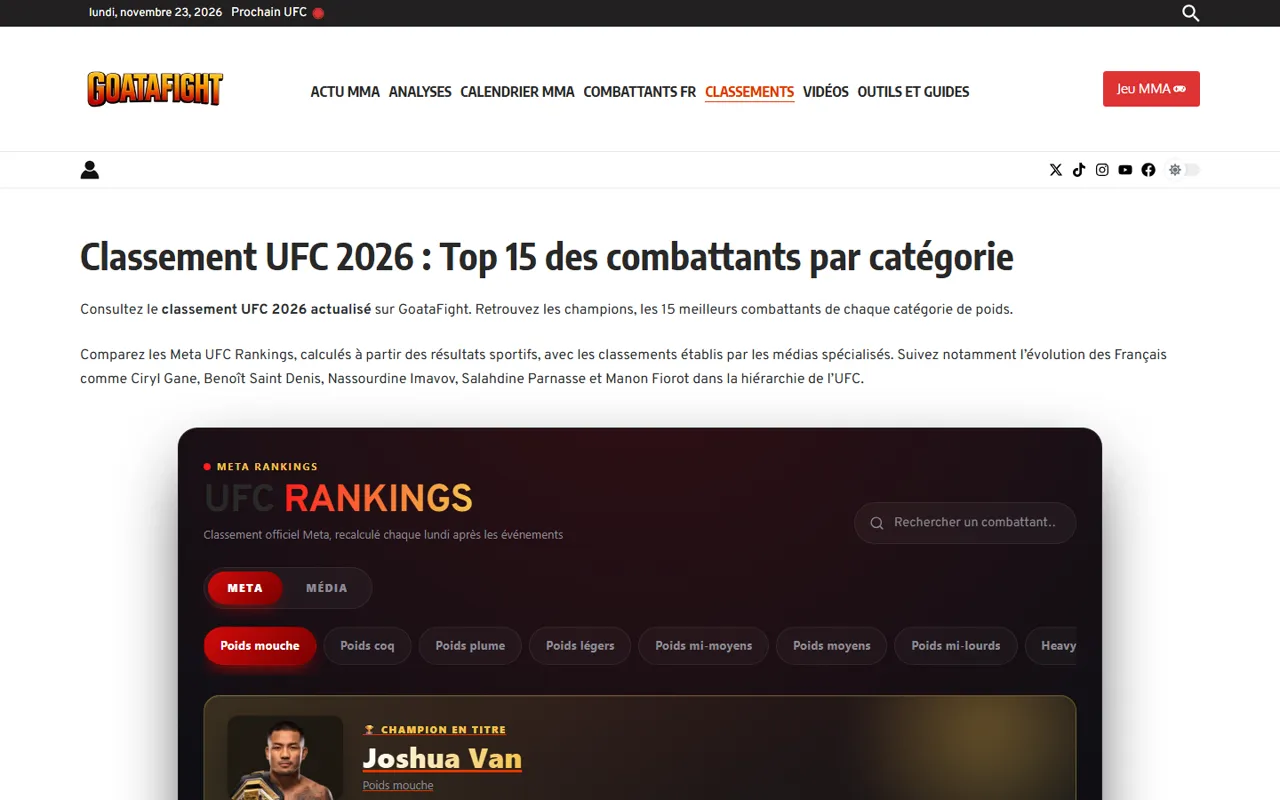 lundi, novembre 23, 2026 Prochain UFC
GOATAFIGHT
ACTU MMA ANALYSES CALENDRIER MMA COMBATTANTS FR CLASSEMENTS VIDÉOS OUTILS ET GUIDES
Jeu MMA
Classement UFC 2026 : Top 15 des combattants par catégorie
Consultez le classement UFC 2026 actualisé sur GoataFight. Retrouvez les champions, les 15 meilleurs combattants de chaque catégorie de poids.
Comparez les Meta UFC Rankings, calculés à partir des résultats sportifs, avec les classements établis par les médias spécialisés. Suivez notamment l’évolution des Français
comme Ciryl Gane, Benoît Saint Denis, Nassourdine Imavov, Salahdine Parnasse et Manon Fiorot dans la hiérarchie de l’UFC.
META RANKINGS
UFC RANKINGS
Classement officiel Meta, recalculé chaque lundi après les événements
Rechercher un combattant..
META MÉDIA
Poids mouche Poids coq Poids plume Poids légers Poids mi-moyens Poids moyens Poids mi-lourds Heavy
CHAMPION EN TITRE
Joshua Van
Poids mouche